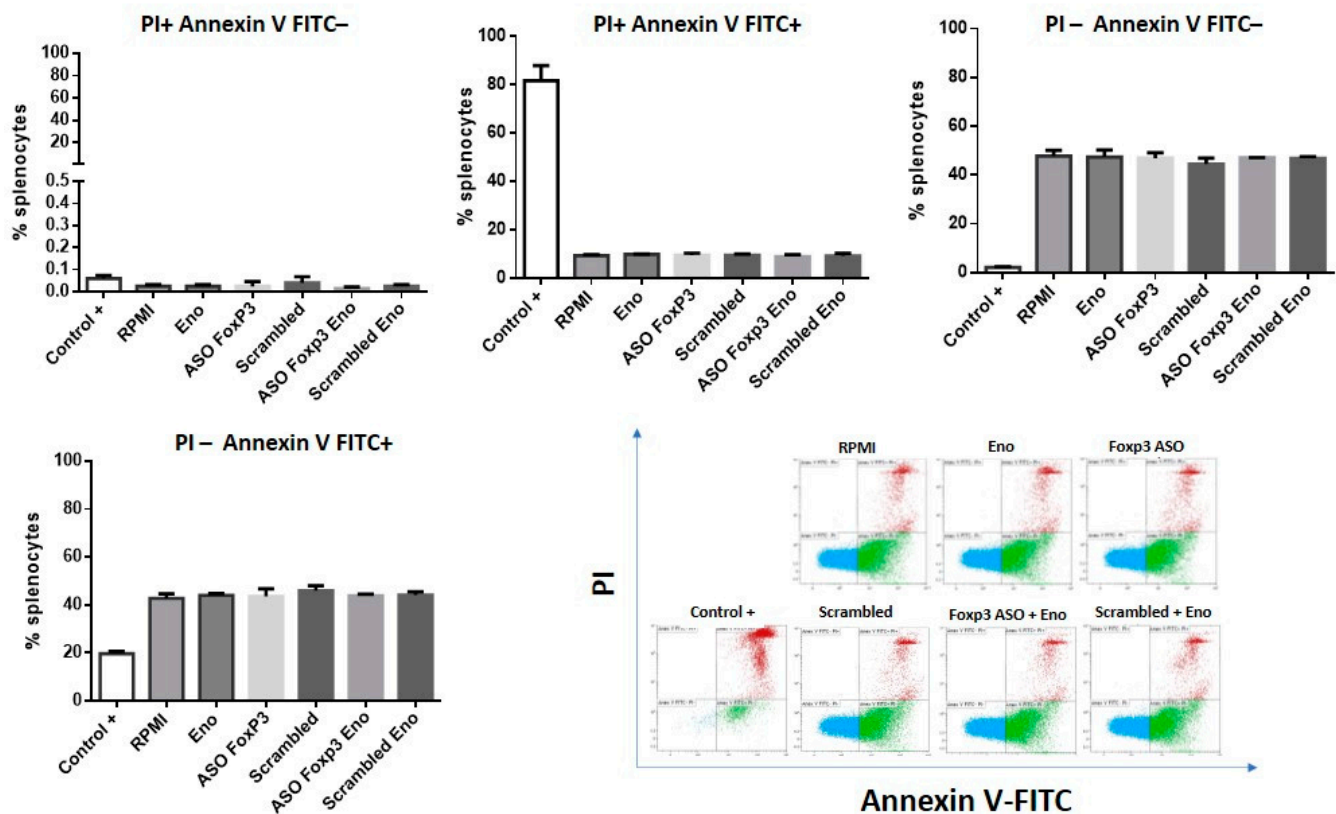 PI+ Annexin V FITC–
% splenocytes
100
80
60
40
20
0.5
0.4
0.3
0.2
0.1
0.0
Control +
RPMI
Eno
ASO FoxP3
Scrambled
ASO Foxp3 Eno
Scrambled Eno
PI+ Annexin V FITC+
% splenocytes
100
80
60
40
20
0
Control +
RPMI
Eno
ASO FoxP3
Scrambled
ASO Foxp3 Eno
Scrambled Eno
PI – Annexin V FITC–
% splenocytes
100
80
60
40
20
0
Control +
RPMI
Eno
ASO FoxP3
Scrambled
ASO Foxp3 Eno
Scrambled Eno
PI – Annexin V FITC+
% splenocytes
100
80
60
40
20
0
Control +
RPMI
Eno
ASO FoxP3
Scrambled
ASO Foxp3 Eno
Scrambled Eno
PI
RPMI
Eno
Foxp3 ASO
Control +
Scrambled
Foxp3 ASO + Eno
Scrambled + Eno
Annexin V-FITC